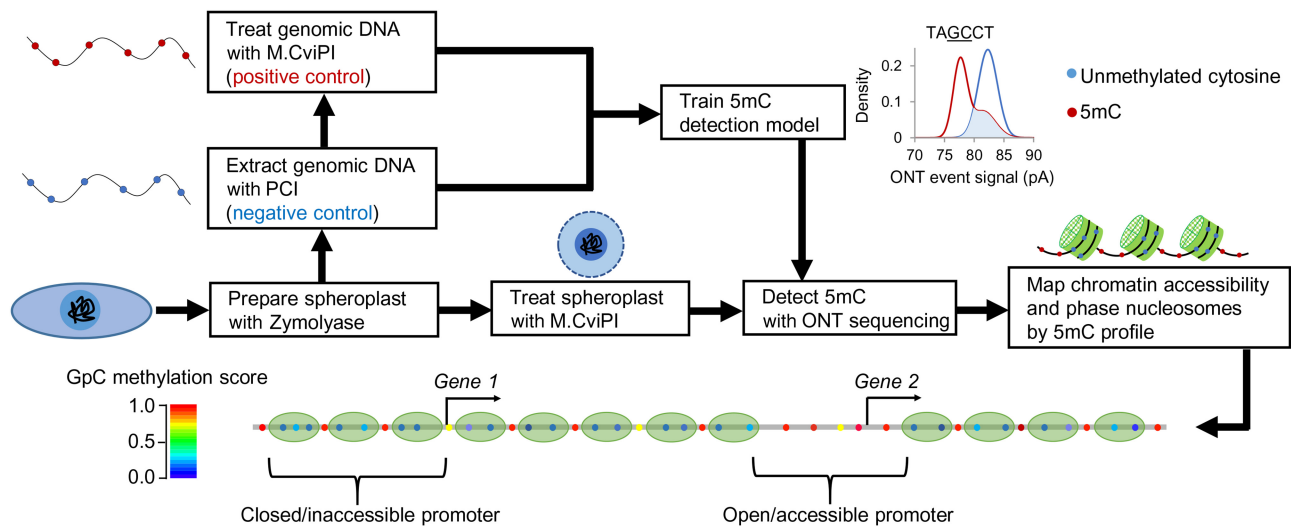 Treat genomic DNA
with M.CviPI
(positive control)
Extract genomic DNA
with PCI
(negative control)
Prepare spheroplast
with Zymolyase
Treat spheroplast
with M.CviPI
Train 5mC
detection model
Detect 5mC
with ONT sequencing
TAGCCT
Density
0.2
0.1
0
70 75 80 85 90
ONT event signal (pA)
Unmethylated cytosine
5mC
Map chromatin accessibility
and phase nucleosomes
by 5mC profile
GpC methylation score
1.0
0.5
0.0
Gene 1
Gene 2
Closed/inaccessible promoter
Open/accessible promoter